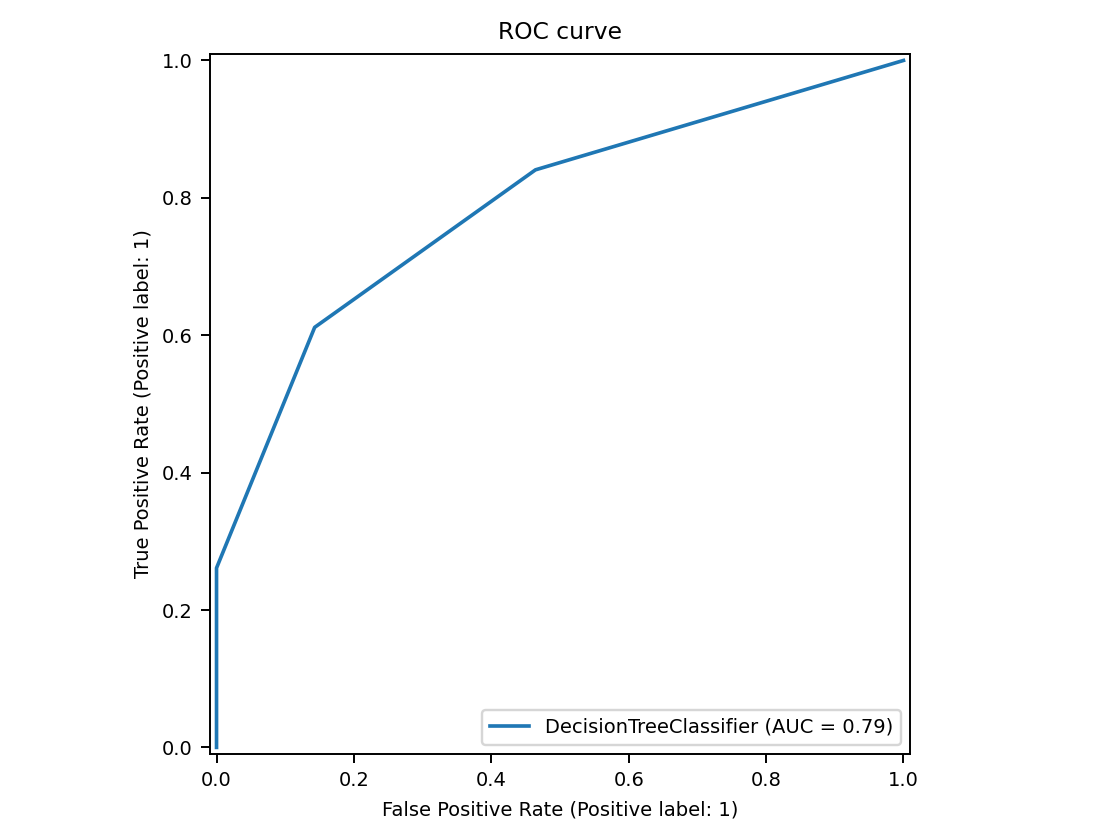 ROC curve
True Positive Rate (Positive label: 1)
1.0
0.8
0.6
0.4
0.2
0.0
DecisionTreeClassifier (AUC = 0.79)
0.0 0.2 0.4 0.6 0.8 1.0
False Positive Rate (Positive label: 1)